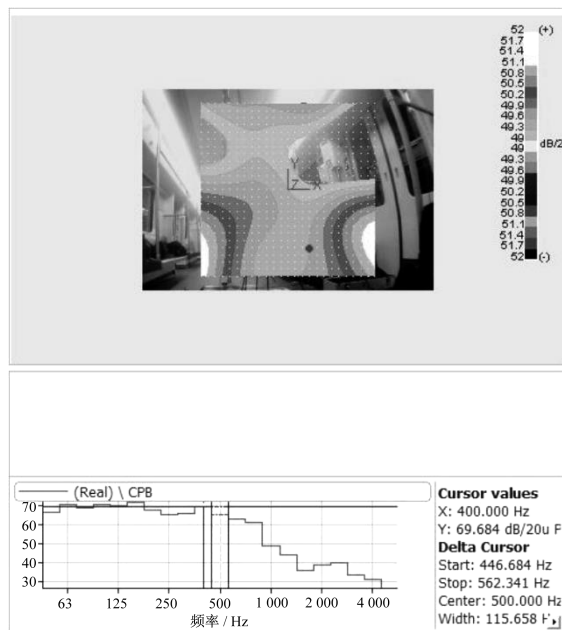 52 (+)
51.7
51.4
51.1
50.8
50.5
50.2
49.9
49.6
49.3
49
49 dB/2
49.3
49.6
49.9
50.2
50.5
50.8
51.1
51.4
51.7
52 (-)
Y
Z X
(Real) \ CPB
70
60
50
40
30
63 125 250 500 1 000 2 000 4 000
频率 / Hz
Cursor values
X: 400.000 Hz
Y: 69.684 dB/20u P
Delta Cursor
Start: 446.684 Hz
Stop: 562.341 Hz
Center: 500.000 Hz
Width: 115.658 H